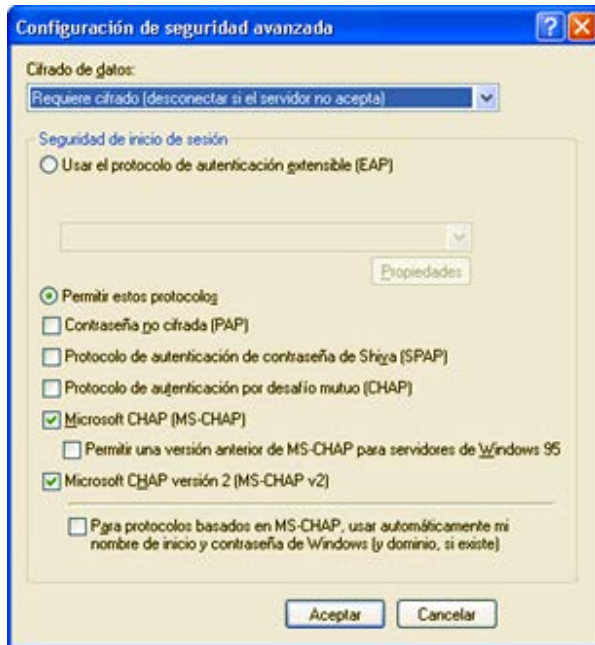 Configuración de seguridad avanzada
Cifrado de datos:
Requiere cifrado (desconectar si el servidor no acepta)
Seguridad de inicio de sesión
Usar el protocolo de autenticación extensible (EAP)
Propiedades
Permitir estos protocolos
Contraseña no cifrada (PAP)
Protocolo de autenticación de contraseña de Shiva (SPAP)
Protocolo de autenticación por desafío mutuo (CHAP)
Microsoft CHAP (MS-CHAP)
Permitir una versión anterior de MS-CHAP para servidores de Windows 95
Microsoft CHAP versión 2 (MS-CHAP v2)
Para protocolos basados en MS-CHAP, usar automáticamente mi
nombre de inicio y contraseña de Windows (y dominio, si existe)
Aceptar Cancelar